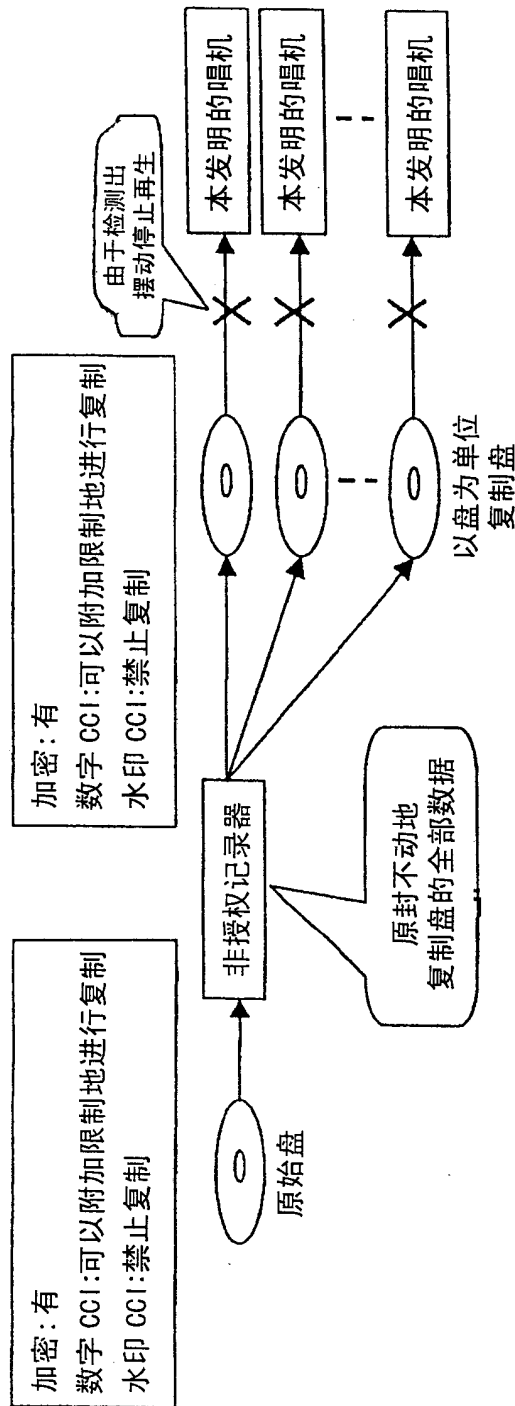 加密:有
数字 CCI:可以附加限制地进行复制
水印 CCI:禁止复制
加密:有
数字 CCI:可以附加限制地进行复制
水印 CCI:禁止复制
原始盘
非授权记录器
原封不动地
复制盘的全部数据
以盘为单位
复制盘
由于检测出
摆动停止再生
本发明的唱机
本发明的唱机
本发明的唱机